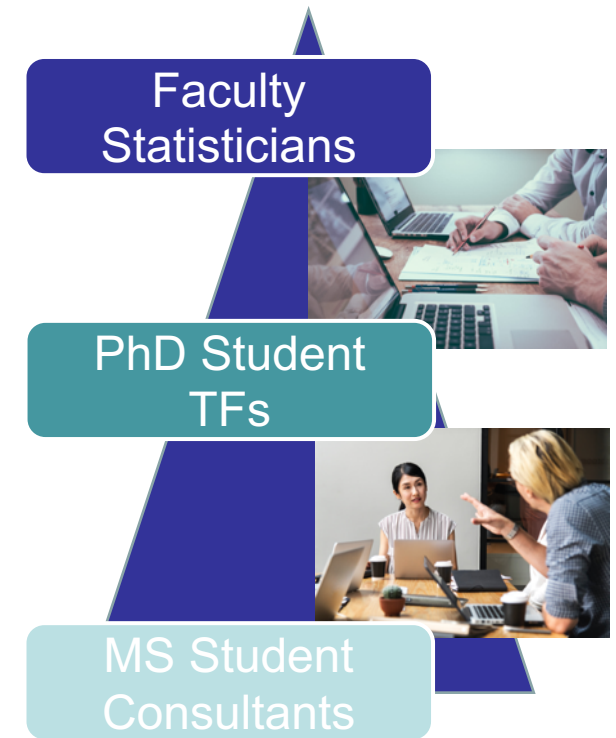 Faculty
Statisticians
PhD Student
TFs
MS Student
Consultants